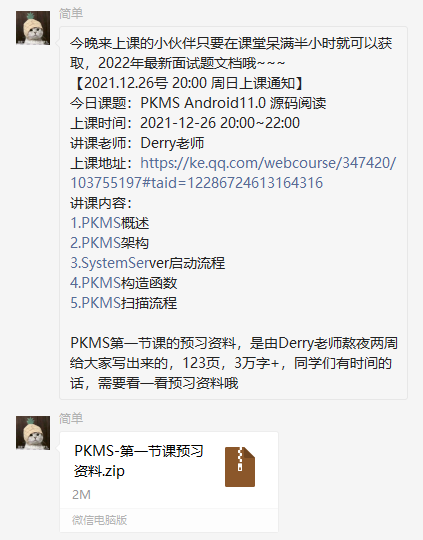 简单
今晚来上课的小伙伴只要在课堂呆满半小时就可以获
取，2022年最新面试题文档哦~~~
【2021.12.26号 20:00 周日上课通知】
今日课题：PKMS Android11.0 源码阅读
上课时间：2021-12-26 20:00~22:00
讲课老师：Derry老师
上课地址：https://ke.qq.com/webcourse/347420/
103755197#taid=12286724613164316
讲课内容：
1.PKMS概述
2.PKMS架构
3.SystemServer启动流程
4.PKMS构造函数
5.PKMS扫描流程
PKMS第一节课的预习资料，是由Derry老师熬夜两周
给大家写出来的，123页，3万字+，同学们有时间的
话，需要看一看预习资料哦
简单
PKMS-第一节课预习
资料.zip
2M
微信电脑版